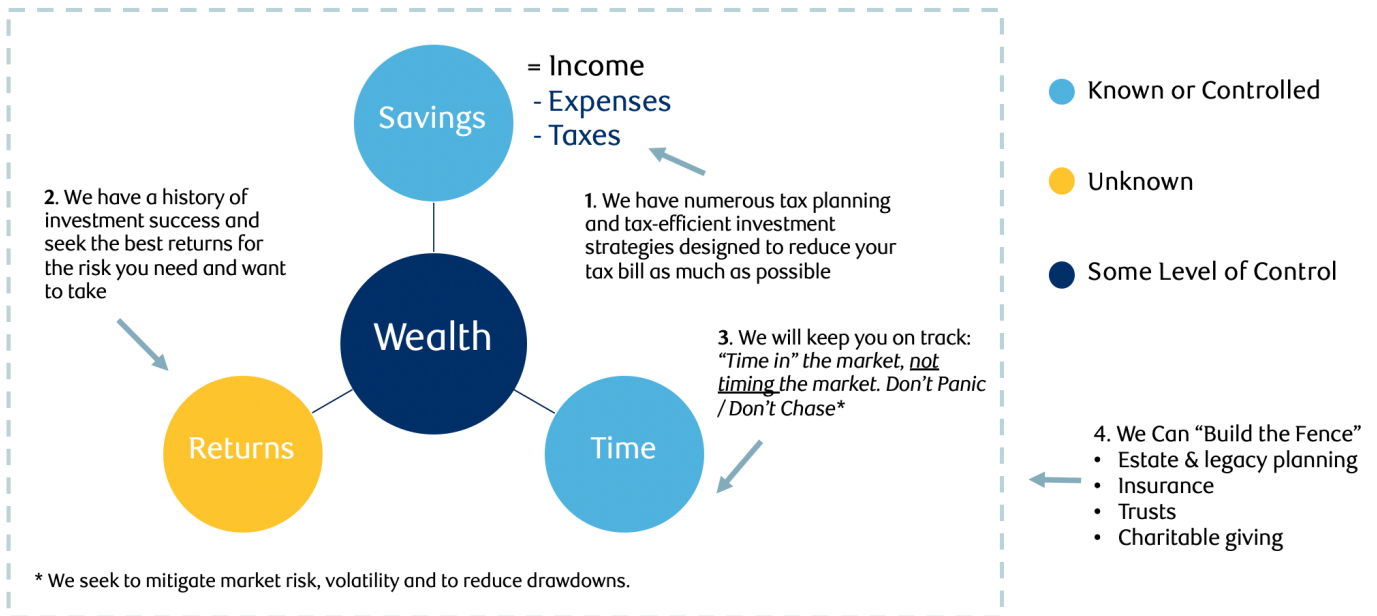 Savings
= Income
- Expenses
- Taxes
1. We have numerous tax planning
and tax-efficient investment
strategies designed to reduce your
tax bill as much as possible
2. We have a history of
investment success and
seek the best returns for
the risk you need and want
to take
Wealth
3. We will keep you on track:
“Time in” the market, not
timing the market. Don’t Panic
/ Don’t Chase*
Returns
Time
* We seek to mitigate market risk, volatility and to reduce drawdowns.
Known or Controlled
Unknown
Some Level of Control
4. We Can “Build the Fence”
• Estate & legacy planning
• Insurance
• Trusts
• Charitable giving